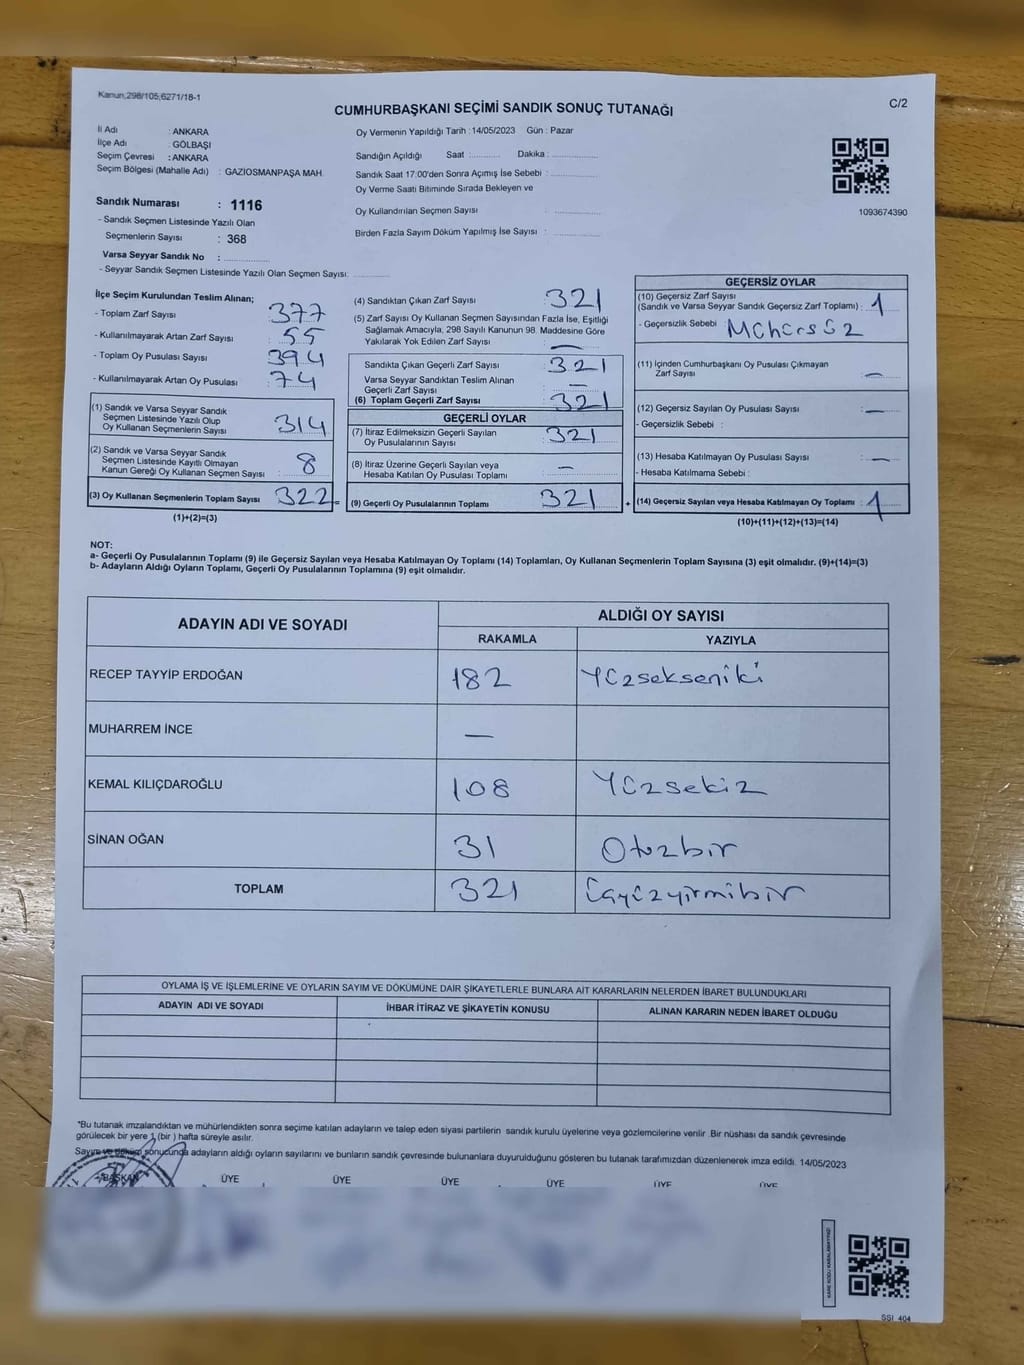 Kanun,298/105,6271/18-1
CUMHURBAŞKANI SEÇİMİ SANDIK SONUÇ TUTANAĞI
C/2
İl Adı : ANKARA
İlçe Adı : GÖLBAŞI
Seçim Çevresi : ANKARA
Seçim Bölgesi (Mahalle Adı) : GAZIOSMANPAŞA MAH.
Sandık Numarası : 1116
- Sandık Seçmen Listesinde Yazılı Olan
Seçmenlerin Sayısı : 368
Varsa Seyyar Sandık No :
- Seyyar Sandık Seçmen Listesinde Yazılı Olan Seçmen Sayısı:
Oy Vermenin Yapıldığı Tarih : 14/05/2023 Gün : Pazar
Sandığın Açıldığı Saat : Dakika :
Sandık Saat 17:00'den Sonra Açılmış İse Sebebi :
Oy Verme Saati Bitiminde Sırada Bekleyen ve
Oy Kullandırılan Seçmen Sayısı :
Birden Fazla Sayım Döküm Yapılmış İse Sayısı :
1093674390
İlçe Seçim Kurulundan Teslim Alınan;
- Toplam Zarf Sayısı : 377
- Kullanılmayarak Artan Zarf Sayısı : 55
- Toplam Oy Pusulası Sayısı : 394
- Kullanılmayarak Artan Oy Pusulası : 74
(1) Sandık ve Varsa Seyyar Sandık
Seçmen Listesinde Yazılı Olup
Oy Kullanan Seçmenlerin Sayısı : 314
(2) Sandık ve Varsa Seyyar Sandık
Seçmen Listesinde Kayıtlı Olmayan
Kanun Gereği Oy Kullanan Seçmen Sayısı : 8
(3) Oy Kullanan Seçmenlerin Toplam Sayısı : 322 =
(1)+(2)=(3)
(4) Sandıktan Çıkan Zarf Sayısı : 321
(5) Zarf Sayısı Oy Kullanan Seçmen Sayısından Fazla İse, Eşitliği
Sağlamak Amacıyla, 298 Sayılı Kanunun 98. Maddesine Göre
Yakılarak Yok Edilen Zarf Sayısı : —
Sandıkta Çıkan Geçerli Zarf Sayısı : 321
Varsa Seyyar Sandıktan Teslim Alınan
Geçerli Zarf Sayısı : —
(6) Toplam Geçerli Zarf Sayısı : 321
GEÇERLİ OYLAR
(7) İtiraz Edilmeksizin Geçerli Sayılan
Oy Pusulalarının Sayısı : 321
(8) İtiraz Üzerine Geçerli Sayılan veya
Hesaba Katılan Oy Pusulası Toplamı : —
(9) Geçerli Oy Pusulalarının Toplamı : 321 +
GEÇERSİZ OYLAR
(10) Geçersiz Zarf Sayısı
(Sandık ve Varsa Seyyar Sandık Geçersiz Zarf Toplamı) : 1
- Geçersizlik Sebebi : Mühürsüz
(11) İçinden Cumhurbaşkanı Oy Pusulası Çıkmayan
Zarf Sayısı : —
(12) Geçersiz Sayılan Oy Pusulası Sayısı : —
- Geçersizlik Sebebi :
(13) Hesaba Katılmayan Oy Pusulası Sayısı : —
- Hesaba Katılmama Sebebi :
(14) Geçersiz Sayılan veya Hesaba Katılmayan Oy Toplamı : 1
(10)+(11)+(12)+(13)=(14)
NOT:
a- Geçerli Oy Pusulalarının Toplamı (9) ile Geçersiz Sayılan veya Hesaba Katılmayan Oy Toplamı (14) Toplamları, Oy Kullanan Seçmenlerin Toplam Sayısına (3) eşit olmalıdır. (9)+(14)=(3)
b- Adayların Aldığı Oyların Toplamı, Geçerli Oy Pusulalarının Toplamına (9) eşit olmalıdır.
ADAYIN ADI VE SOYADI
ALDIĞI OY SAYISI
RAKAMLA YAZIYLA
RECEP TAYYİP ERDOĞAN 182 Yüzsekseniki
MUHARREM İNCE —
KEMAL KILIÇDAROĞLU 108 Yüzsekiz
SİNAN OĞAN 31 Otuzbir
TOPLAM 321 Üçyüzyirmibir
OYLAMA İŞ VE İŞLEMLERİNE VE OYLARIN SAYIM VE DÖKÜMÜNE DAİR ŞİKAYETLERLE BUNLARA AİT KARARLARIN NELERDEN İBARET BULUNDUKLARI
ADAYIN ADI VE SOYADI İHBAR İTİRAZ VE ŞİKAYETİN KONUSU ALINAN KARARIN NEDEN İBARET OLDUĞU
*Bu tutanak imzalandıktan ve mühürlendikten sonra seçime katılan adayların ve talep eden siyasi partilerin sandık kurulu üyelerine veya gözlemcilerine verilir .Bir nüshası da sandık çevresinde
görülecek bir yere 1 (bir ) hafta süreyle asılır.
Sayım ve döküm sonucunda adayların aldığı oyların sayılarını ve bunların sandık çevresinde bulunanlara duyurulduğunu gösteren bu tutanak tarafımızdan düzenlenerek imza edildi. 14/05/2023
BAŞKAN ÜYE ÜYE ÜYE ÜYE ÜYE ÜYE
SSI 404